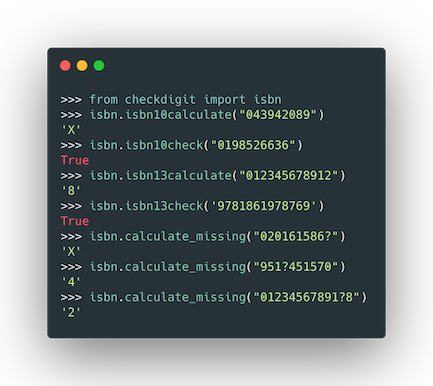 >>> from checkdigit import isbn
>>> isbn.isbn10calculate("043942089")
'X'
>>> isbn.isbn10check("0198526636")
True
>>> isbn.isbn13calculate("012345678912")
'8'
>>> isbn.isbn13check('9781861978769')
True
>>> isbn.calculate_missing("020161586?")
'X'
>>> isbn.calculate_missing("951?451570")
'4'
>>> isbn.calculate_missing("01234567891?8")
'2'